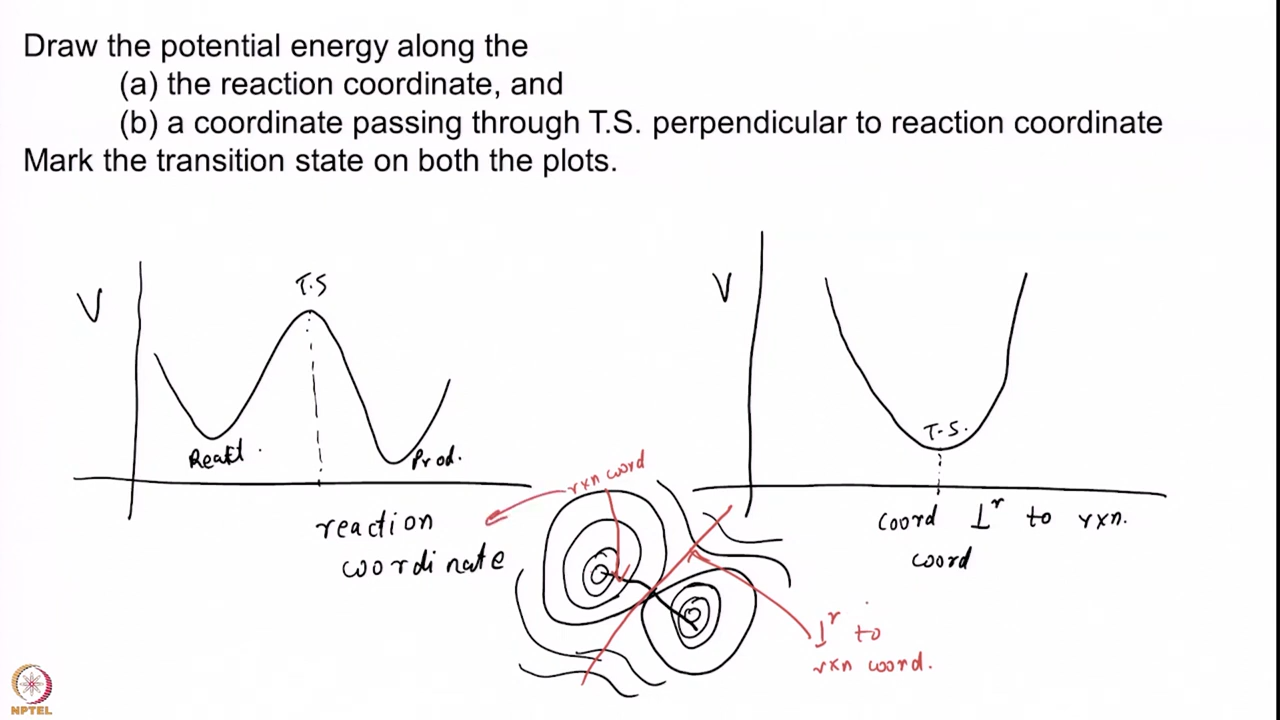 Draw the potential energy along the
(a) the reaction coordinate, and
(b) a coordinate passing through T.S. perpendicular to reaction coordinate
Mark the transition state on both the plots.
V
T.S
Prod.
reaction
coordinate
V
T-S.
coord ⊥r to rxn.
coord
rxn coord
⊥r to
rxn coord.
NPTEL